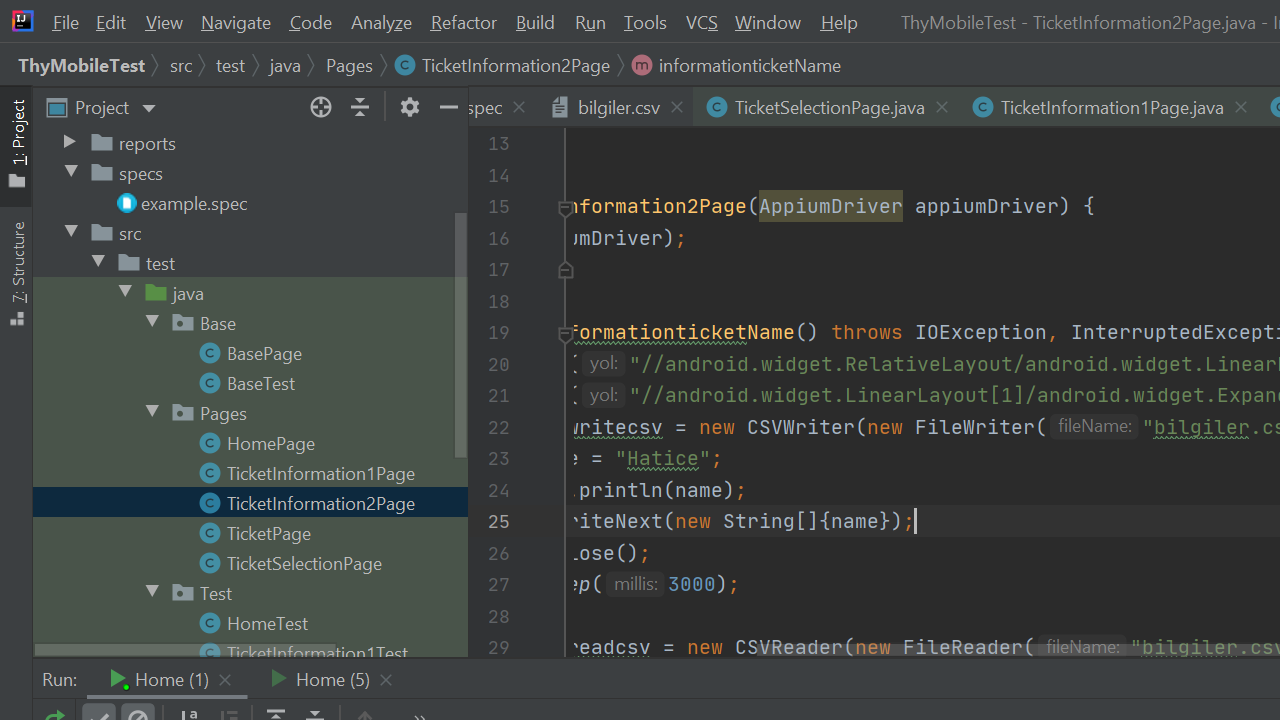 File Edit View Navigate Code Analyze Refactor Build Run Tools VCS Window Help ThyMobileTest - TicketInformation2Page.java - I
ThyMobileTest src test java Pages TicketInformation2Page informationticketName
1: Project
7: Structure
Project
reports
specs
example.spec
src
test
java
Base
BasePage
BaseTest
Pages
HomePage
TicketInformation1Page
TicketInformation2Page
TicketPage
TicketSelectionPage
Test
HomeTest
TicketInformation1Test
spec bilgiler.csv TicketSelectionPage.java TicketInformation1Page.java
13
14
15 nformation2Page(AppiumDriver appiumDriver) {
16 umDriver);
17
18
19 formationticketName() throws IOException, InterruptedExcepti
20 ( yol: "//android.widget.RelativeLayout/android.widget.LinearL
21 ( yol: "//android.widget.LinearLayout[1]/android.widget.Expan
22 writecsv = new CSVWriter(new FileWriter( fileName: "bilgiler.cs
23 e = "Hatice";
24 .println(name);
25 riteNext(new String[]{name});
26 lose();
27 ep( millis: 3000);
28
29 readcsv = new CSVReader(new FileReader( fileName: "bilgiler.csv
Run: Home (1) Home (5)